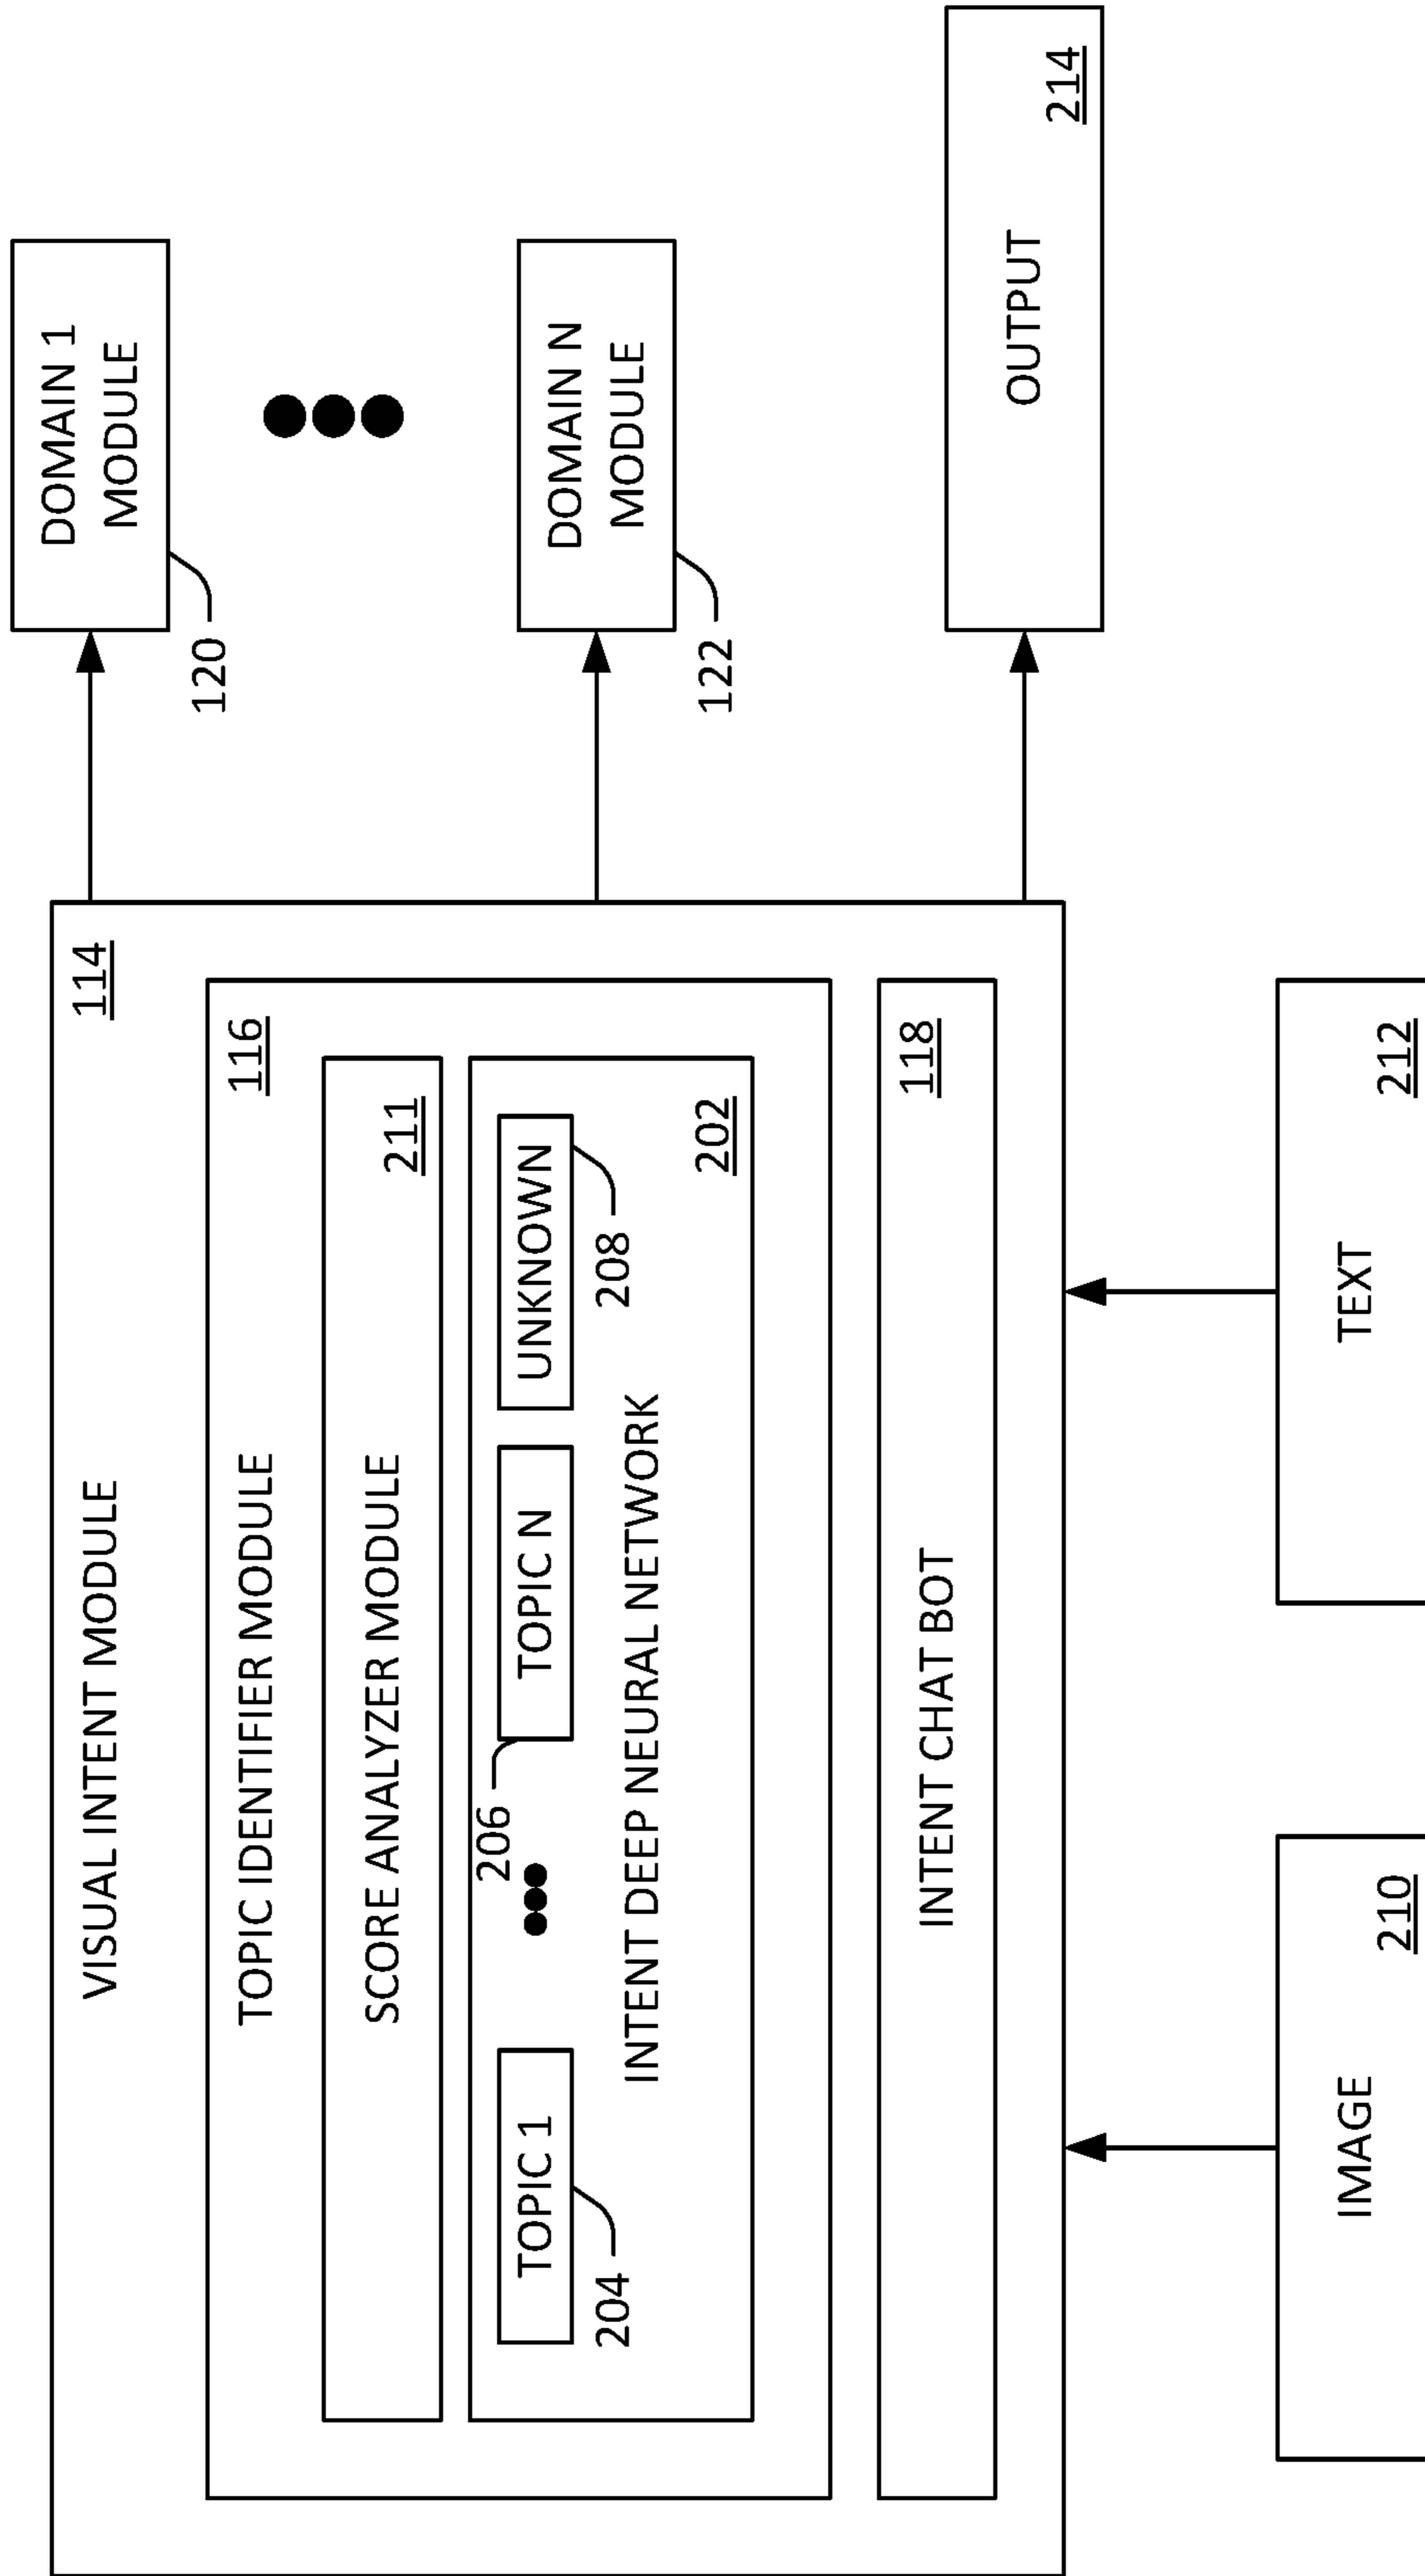 VISUAL INTENT MODULE
114
TOPIC IDENTIFIER MODULE
116
SCORE ANALYZER MODULE
211
TOPIC 1
204
206
TOPIC N
UNKNOWN
208
INTENT DEEP NEURAL NETWORK
202
INTENT CHAT BOT
118
DOMAIN 1
MODULE
120
DOMAIN N
MODULE
122
OUTPUT
214
IMAGE
210
TEXT
212